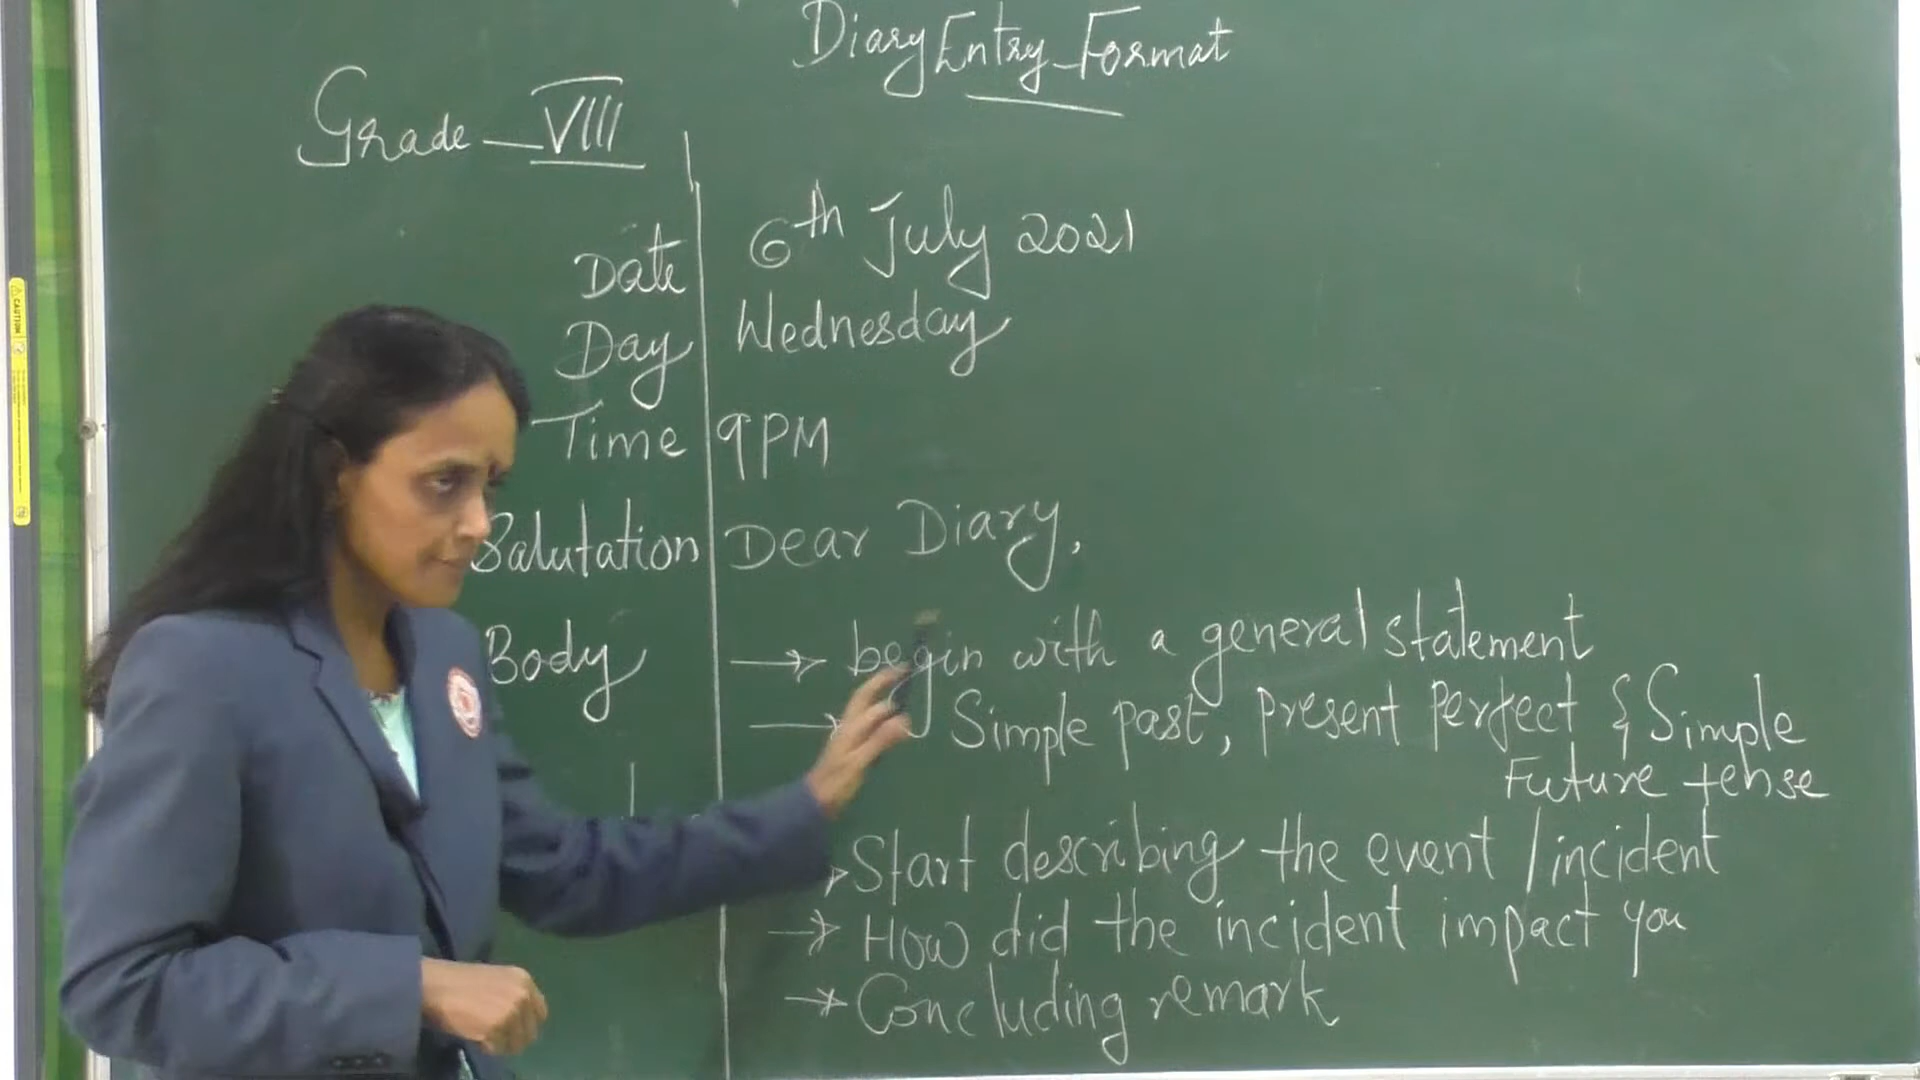 Diary Entry-Format
Grade - VIII
Date 6th July 2021
Day Wednesday
Time 9PM
Salutation Dear Diary,
Body → begin with a general statement
→ Simple past, present perfect & Simple
Future tense
→ Start describing the event / incident
→ How did the incident impact you
→ Concluding remark
CAUTION